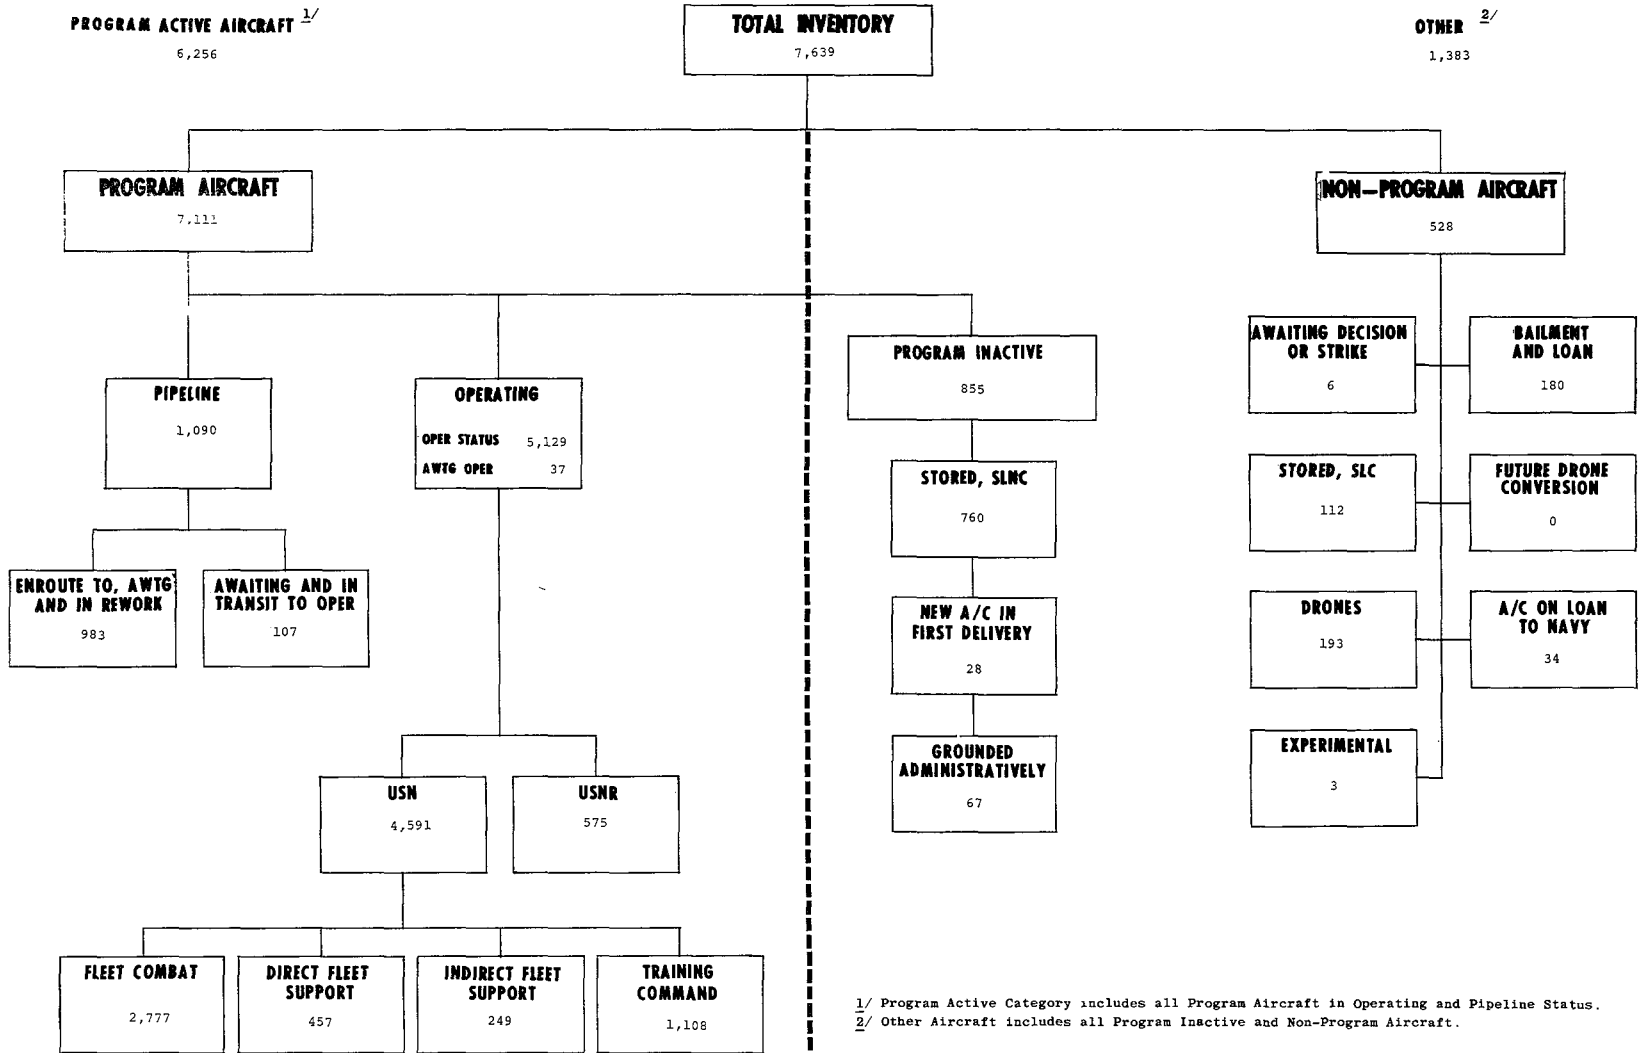 PROGRAM ACTIVE AIRCRAFT 1/
6,256
TOTAL INVENTORY
7,639
OTHER 2/
1,383
PROGRAM AIRCRAFT
7,111
NON-PROGRAM AIRCRAFT
528
PIPELINE
1,090
OPERATING
OPER STATUS 5,129
AWTG OPER 37
PROGRAM INACTIVE
855
AWAITING DECISION
OR STRIKE
6
BAILMENT
AND LOAN
180
STORED, SLNC
760
STORED, SLC
112
FUTURE DRONE
CONVERSION
0
ENROUTE TO, AWTG
AND IN REWORK
983
AWAITING AND IN
TRANSIT TO OPER
107
NEW A/C IN
FIRST DELIVERY
28
DRONES
193
A/C ON LOAN
TO NAVY
34
GROUNDED
ADMINISTRATIVELY
67
EXPERIMENTAL
3
USN
4,591
USNR
575
FLEET COMBAT
2,777
DIRECT FLEET
SUPPORT
457
INDIRECT FLEET
SUPPORT
249
TRAINING
COMMAND
1,108
1/ Program Active Category includes all Program Aircraft in Operating and Pipeline Status.
2/ Other Aircraft includes all Program Inactive and Non-Program Aircraft.